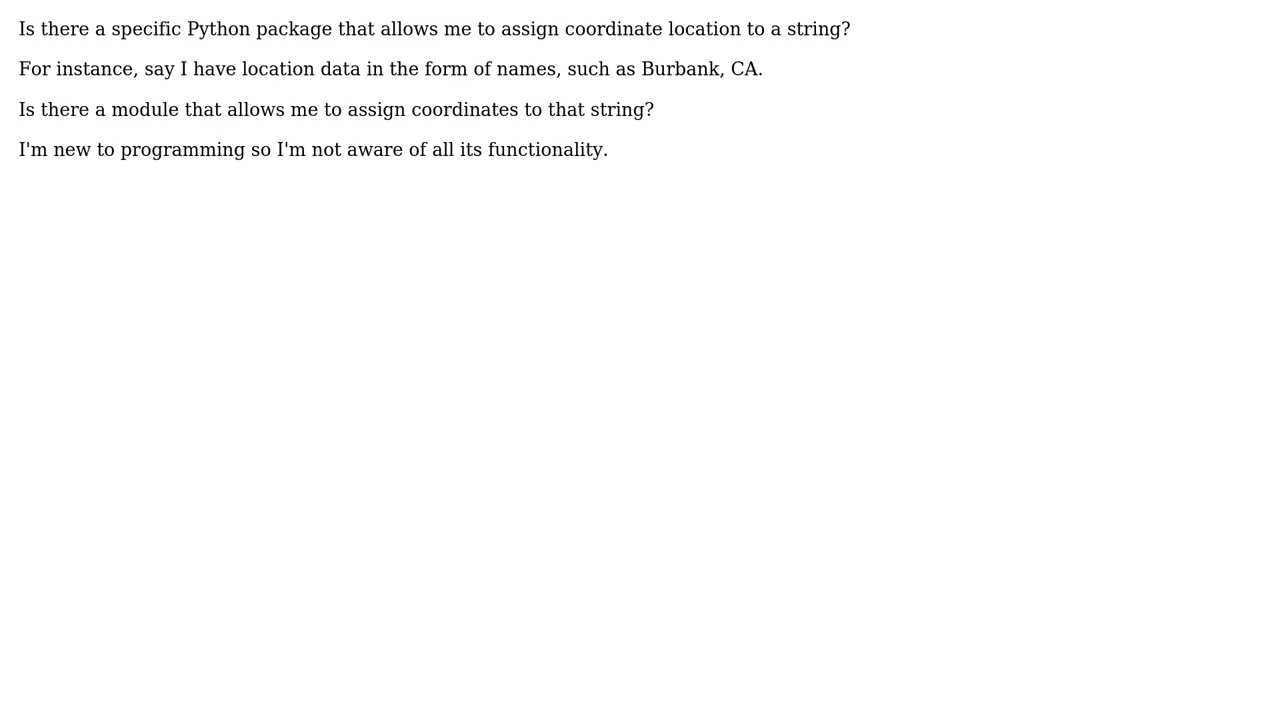 Is there a specific Python package that allows me to assign coordinate location to a string?
For instance, say I have location data in the form of names, such as Burbank, CA.
Is there a module that allows me to assign coordinates to that string?
I'm new to programming so I'm not aware of all its functionality.